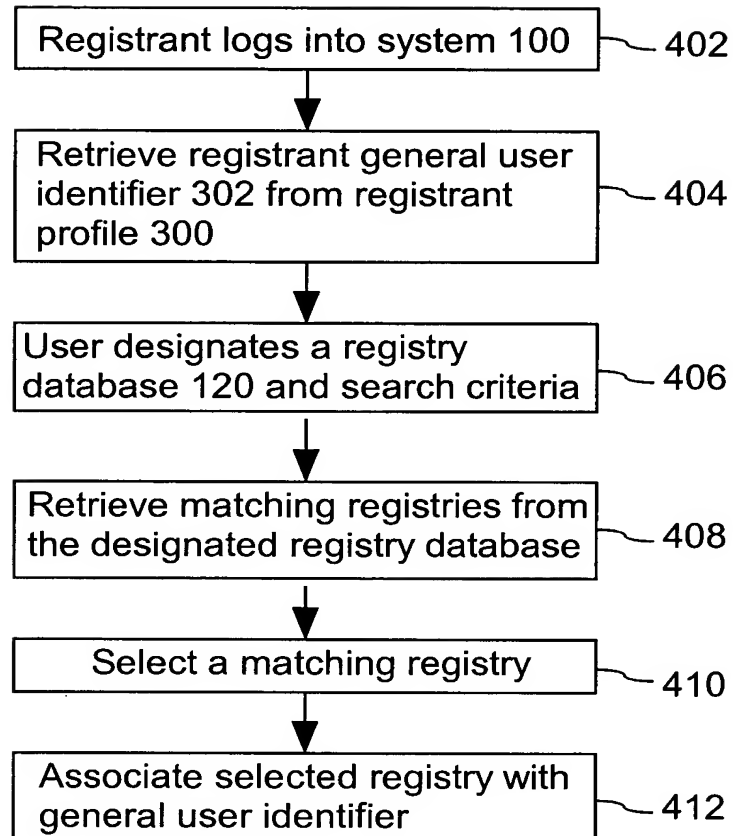 Registrant logs into system 100
402
Retrieve registrant general user
identifier 302 from registrant
profile 300
404
User designates a registry
database 120 and search criteria
406
Retrieve matching registries from
the designated registry database
408
Select a matching registry
410
Associate selected registry with
general user identifier
412